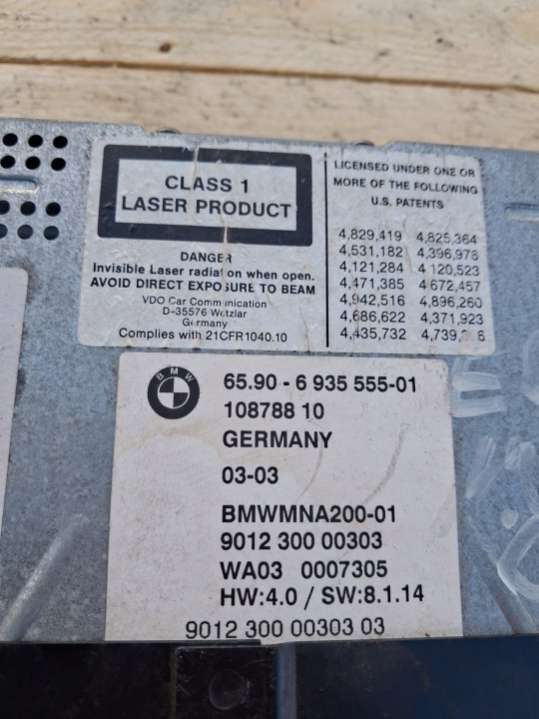 CLASS 1
LASER PRODUCT
DANGER
Invisible Laser radiation when open.
AVOID DIRECT EXPOSURE TO BEAM
VDO Car Communication
D-35576 Wetzlar
Germany
Complies with 21CFR1040.10
LICENSED UNDER ONE OR
MORE OF THE FOLLOWING
U.S. PATENTS
4,829,419 4,825,364
4,531,182 4,396,978
4,121,284 4,120,523
4,471,385 4,672,457
4,942,516 4,896,260
4,686,622 4,371,923
4,435,732
BMW
65.90 - 6 935 555-01
108788 10
GERMANY
03-03
BMWMNA200-01
9012 300 00303
WA03 0007305
HW:4.0 / SW:8.1.14
9012 300 00303 03